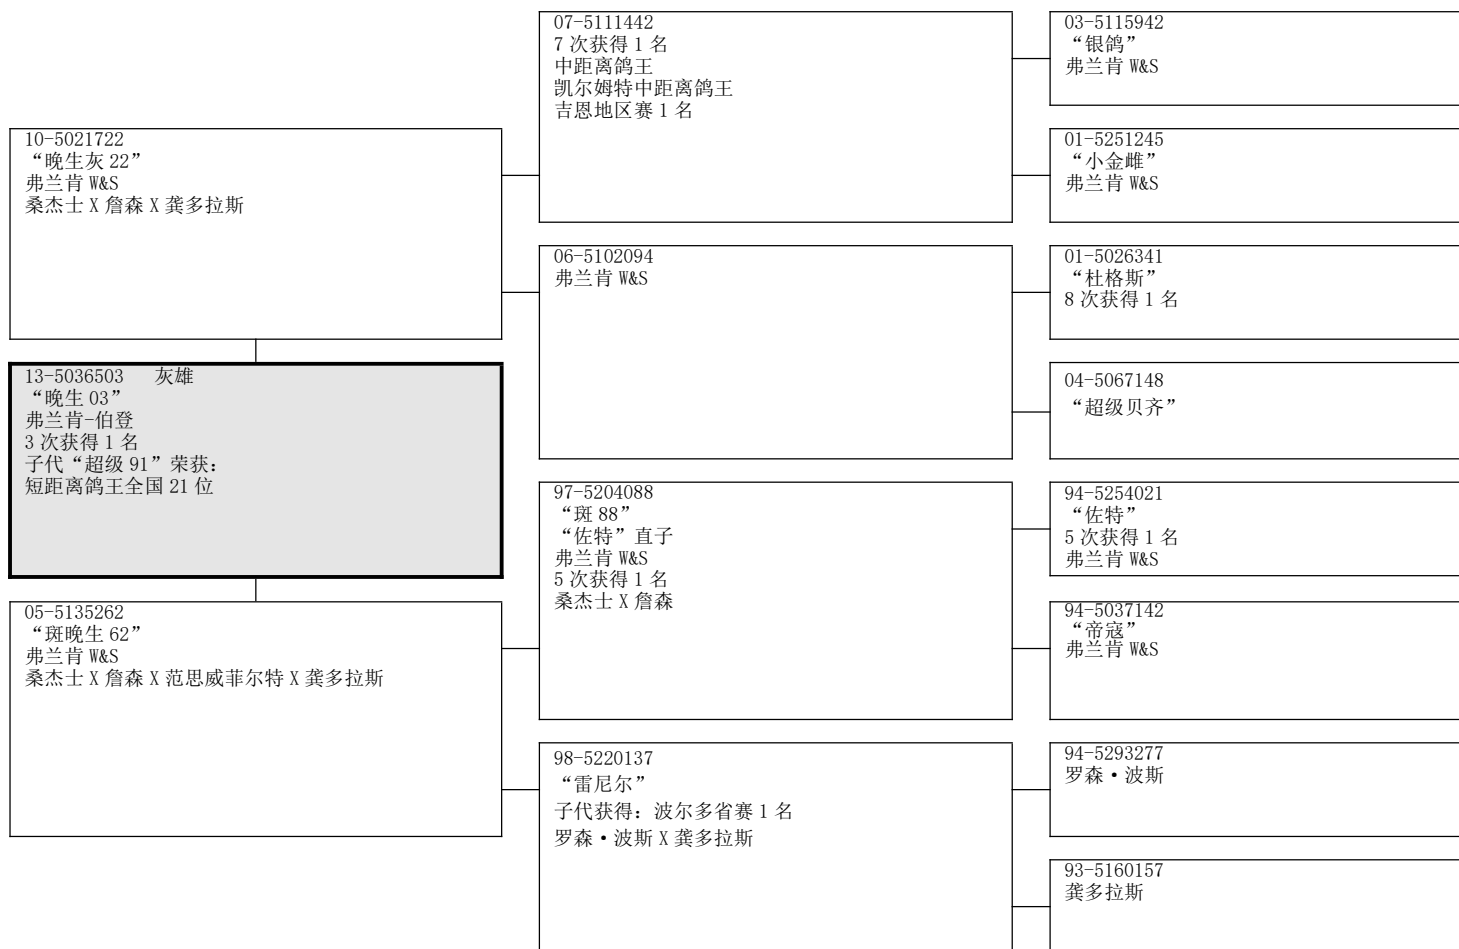 10-5021722
“晚生灰 22”
弗兰肯 W&S
桑杰士 X 詹森 X 龚多拉斯
13-5036503 灰雄
“晚生 03”
弗兰肯-伯登
3 次获得 1 名
子代“超级 91”荣获：
短距离鸽王全国 21 位
05-5135262
“斑晚生 62”
弗兰肯 W&S
桑杰士 X 詹森 X 范思威菲尔特 X 龚多拉斯
07-5111442
7 次获得 1 名
中距离鸽王
凯尔姆特中距离鸽王
吉恩地区赛 1 名
06-5102094
弗兰肯 W&S
97-5204088
“斑 88”
“佐特”直子
弗兰肯 W&S
5 次获得 1 名
桑杰士 X 詹森
98-5220137
“雷尼尔”
子代获得：波尔多省赛 1 名
罗森·波斯 X 龚多拉斯
03-5115942
“银鸽”
弗兰肯 W&S
01-5251245
“小金雌”
弗兰肯 W&S
01-5026341
“杜格斯”
8 次获得 1 名
04-5067148
“超级贝齐”
94-5254021
“佐特”
5 次获得 1 名
弗兰肯 W&S
94-5037142
“帝寇”
弗兰肯 W&S
94-5293277
罗森·波斯
93-5160157
龚多拉斯